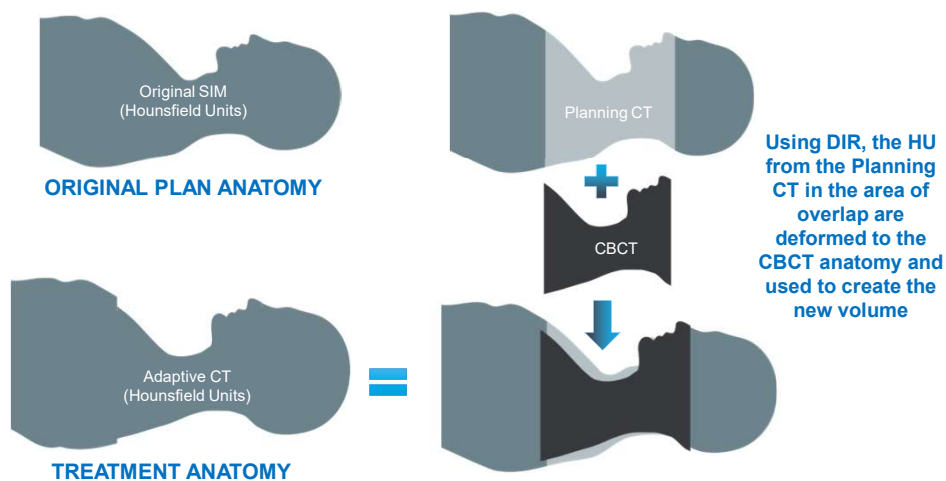 Original SIM
(Hounsfield Units)
ORIGINAL PLAN ANATOMY
Planning CT
CBCT
Using DIR, the HU
from the Planning
CT in the area of
overlap are
deformed to the
CBCT anatomy and
used to create the
new volume
Adaptive CT
(Hounsfield Units)
TREATMENT ANATOMY